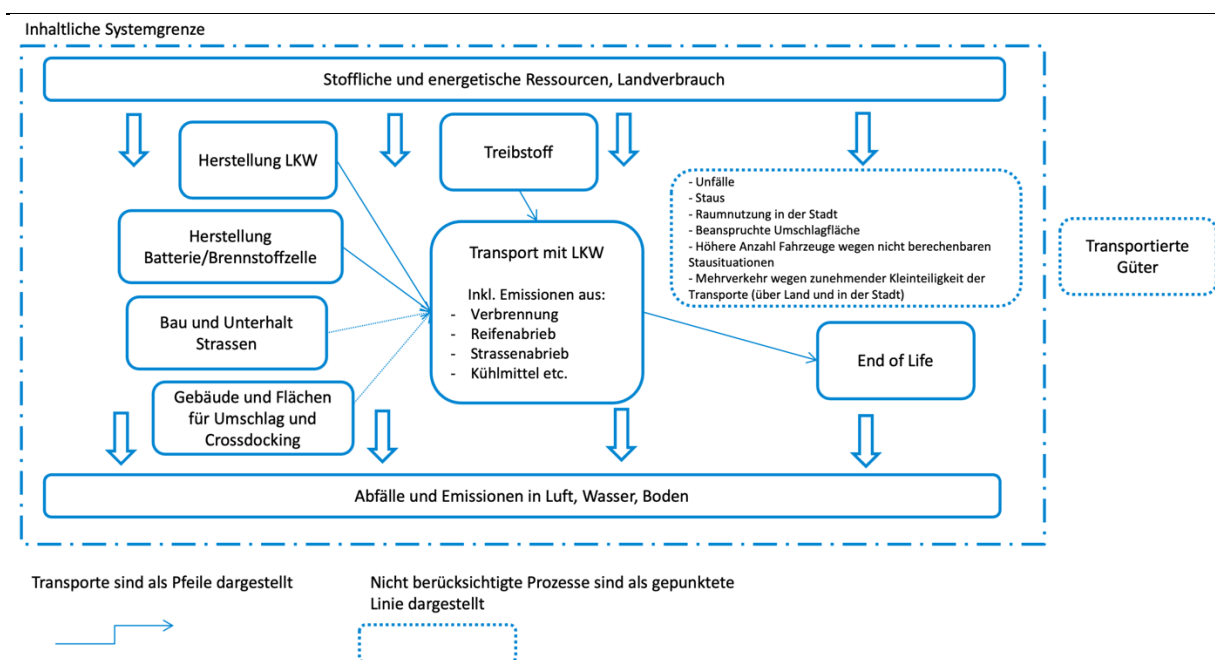 Inhaltliche Systemgrenze
Stoffliche und energetische Ressourcen, Landverbrauch
Herstellung LKW
Treibstoff
- Unfälle
- Staus
- Raumnutzung in der Stadt
- Beanspruchte Umschlagfläche
- Höhere Anzahl Fahrzeuge wegen nicht berechenbaren
Stausituationen
- Mehrverkehr wegen zunehmender Kleinteiligkeit der
Transporte (über Land und in der Stadt)
Transportierte
Güter
Herstellung
Batterie/Brennstoffzelle
Transport mit LKW
Inkl. Emissionen aus:
- Verbrennung
- Reifenabrieb
- Strassenabrieb
- Kühlmittel etc.
Bau und Unterhalt
Strassen
End of Life
Gebäude und Flächen
für Umschlag und
Crossdocking
Abfälle und Emissionen in Luft, Wasser, Boden
Transporte sind als Pfeile dargestellt
Nicht berücksichtigte Prozesse sind als gepunktete
Linie dargestellt